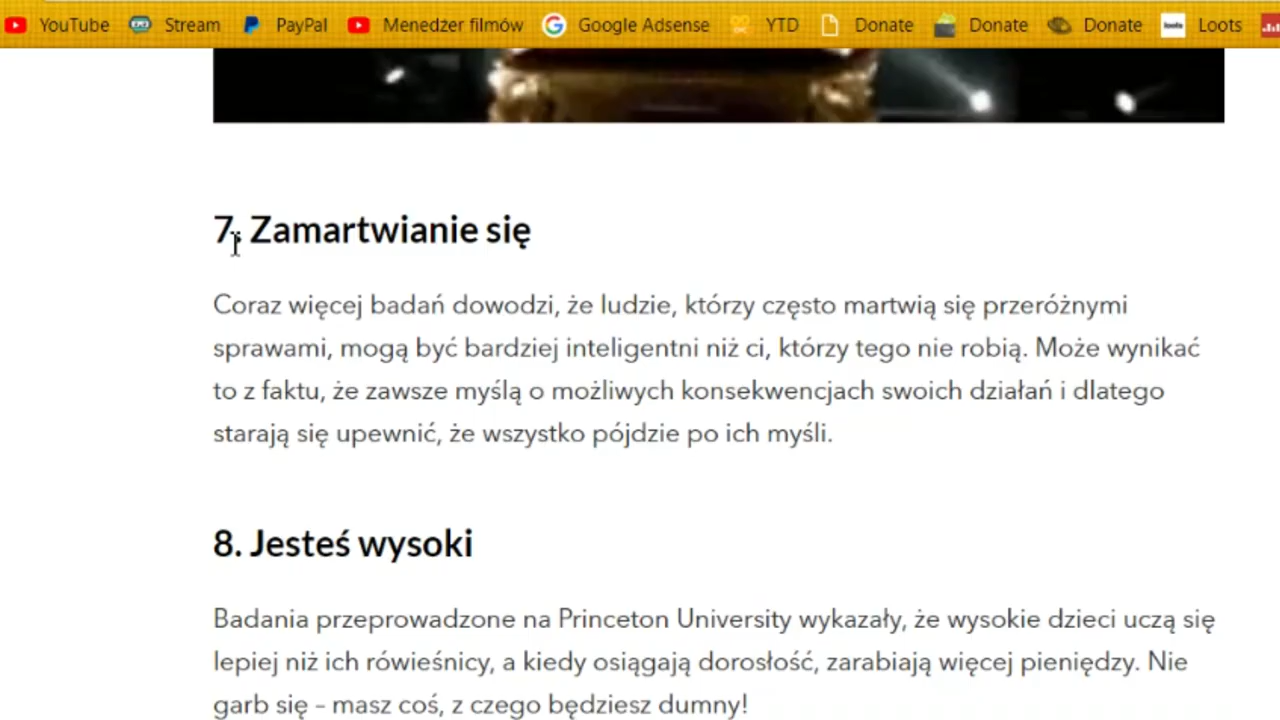 YouTube Stream PayPal Menedżer filmów Google Adsense YTD Donate Donate Donate loots Loots
7. Zamartwianie się
Coraz więcej badań dowodzi, że ludzie, którzy często martwią się przeróżnymi
sprawami, mogą być bardziej inteligentni niż ci, którzy tego nie robią. Może wynikać
to z faktu, że zawsze myślą o możliwych konsekwencjach swoich działań i dlatego
starają się upewnić, że wszystko pójdzie po ich myśli.
8. Jesteś wysoki
Badania przeprowadzone na Princeton University wykazały, że wysokie dzieci uczą się
lepiej niż ich rówieśnicy, a kiedy osiągają dorosłość, zarabiają więcej pieniędzy. Nie
garb się – masz coś, z czego będziesz dumny!